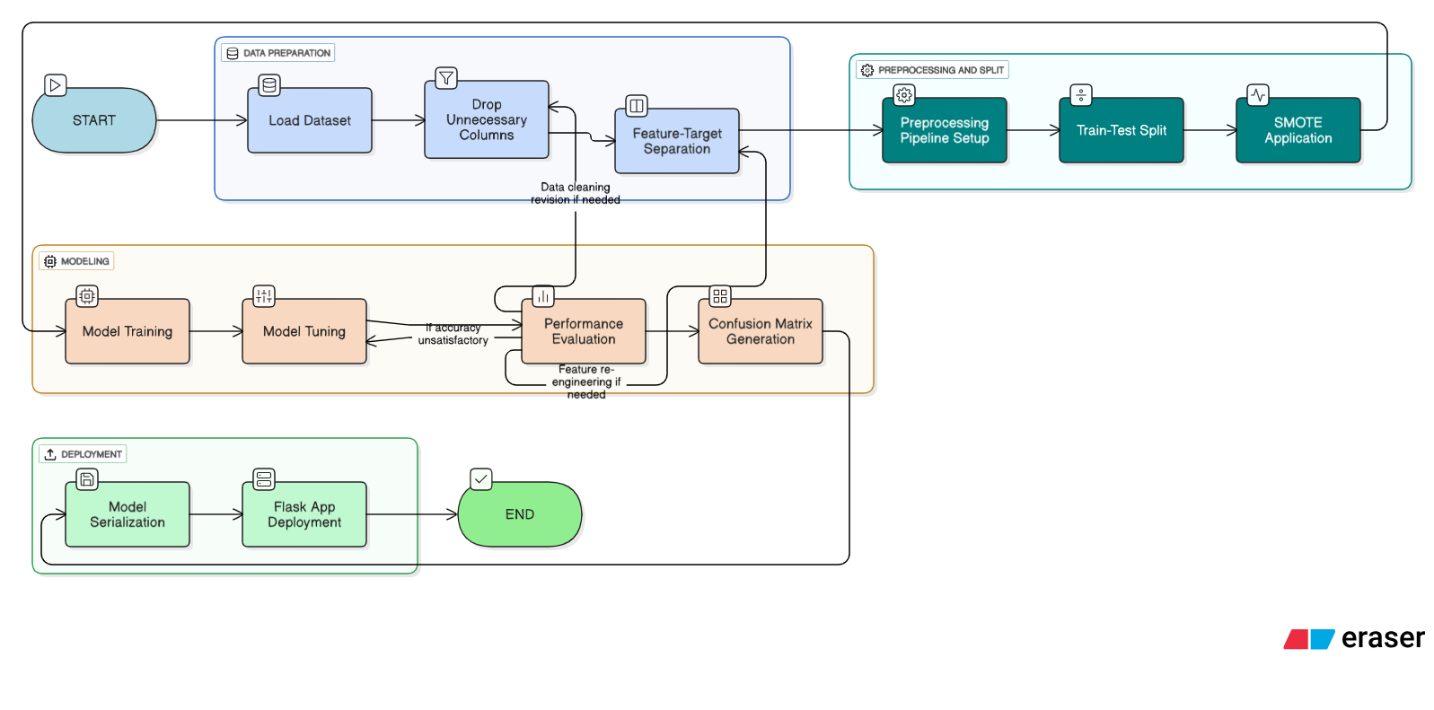 DATA PREPARATION
PREPROCESSING AND SPLIT
START
Load Dataset
Drop
Unnecessary
Columns
Feature-Target
Separation
Preprocessing
Pipeline Setup
Train-Test Split
SMOTE
Application
Data cleaning
revision if needed
MODELING
Model Training
Model Tuning
If accuracy
unsatisfactory
Performance
Evaluation
Confusion Matrix
Generation
Feature re-
engineering if
needed
DEPLOYMENT
Model
Serialization
Flask App
Deployment
END
eraser